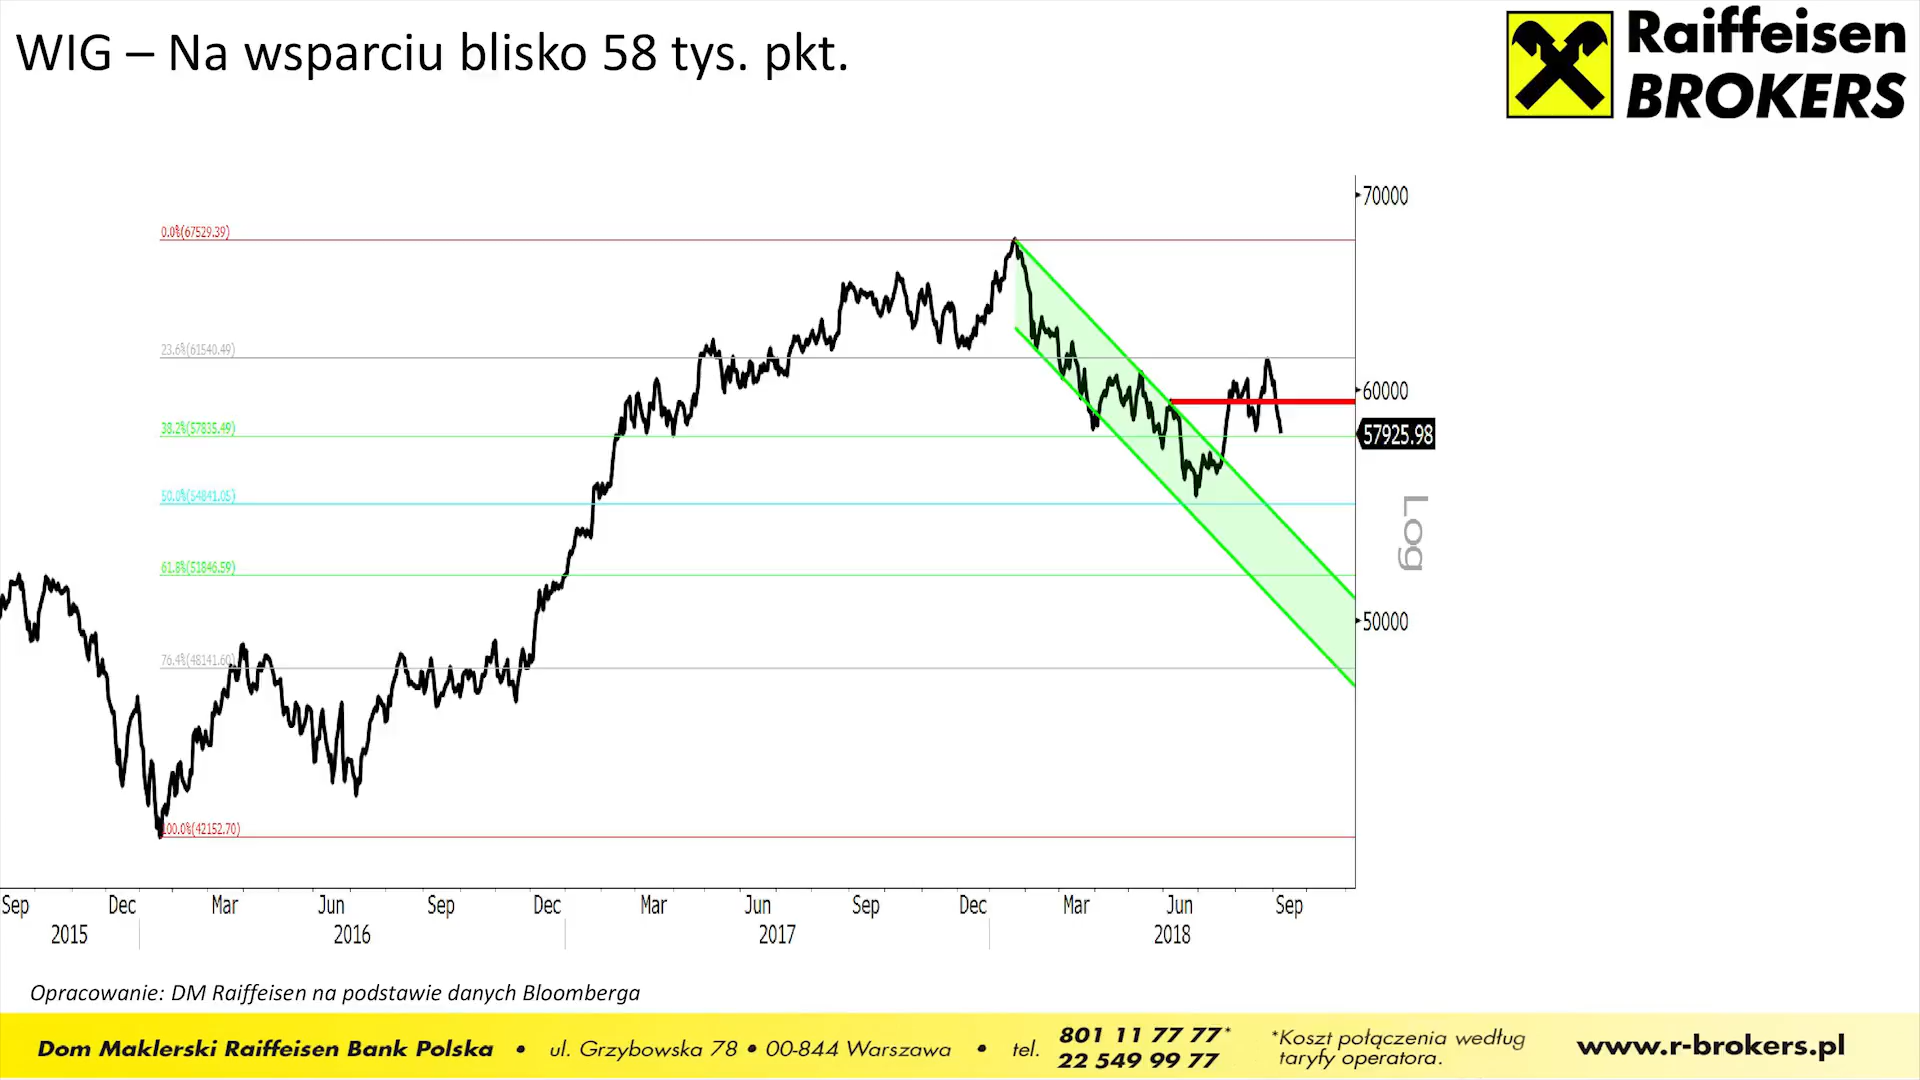 WIG – Na wsparciu blisko 58 tys. pkt.
Raiffeisen
BROKERS
70000
0.0%(67529.39)
23.6%(61540.49)
60000
38.2%(57835.49)
57925.98
50.0%(54841.05)
Log
61.8%(51846.59)
50000
76.4%(48141.60)
100.0%(42152.70)
Sep Dec Mar Jun Sep Dec Mar Jun Sep Dec Mar Jun Sep
2015 2016 2017 2018
Opracowanie: DM Raiffeisen na podstawie danych Bloomberga
Dom Maklerski Raiffeisen Bank Polska • ul. Grzybowska 78 • 00-844 Warszawa • tel.
801 11 77 77*
22 549 99 77
*Koszt połączenia według
taryfy operatora.
www.r-brokers.pl